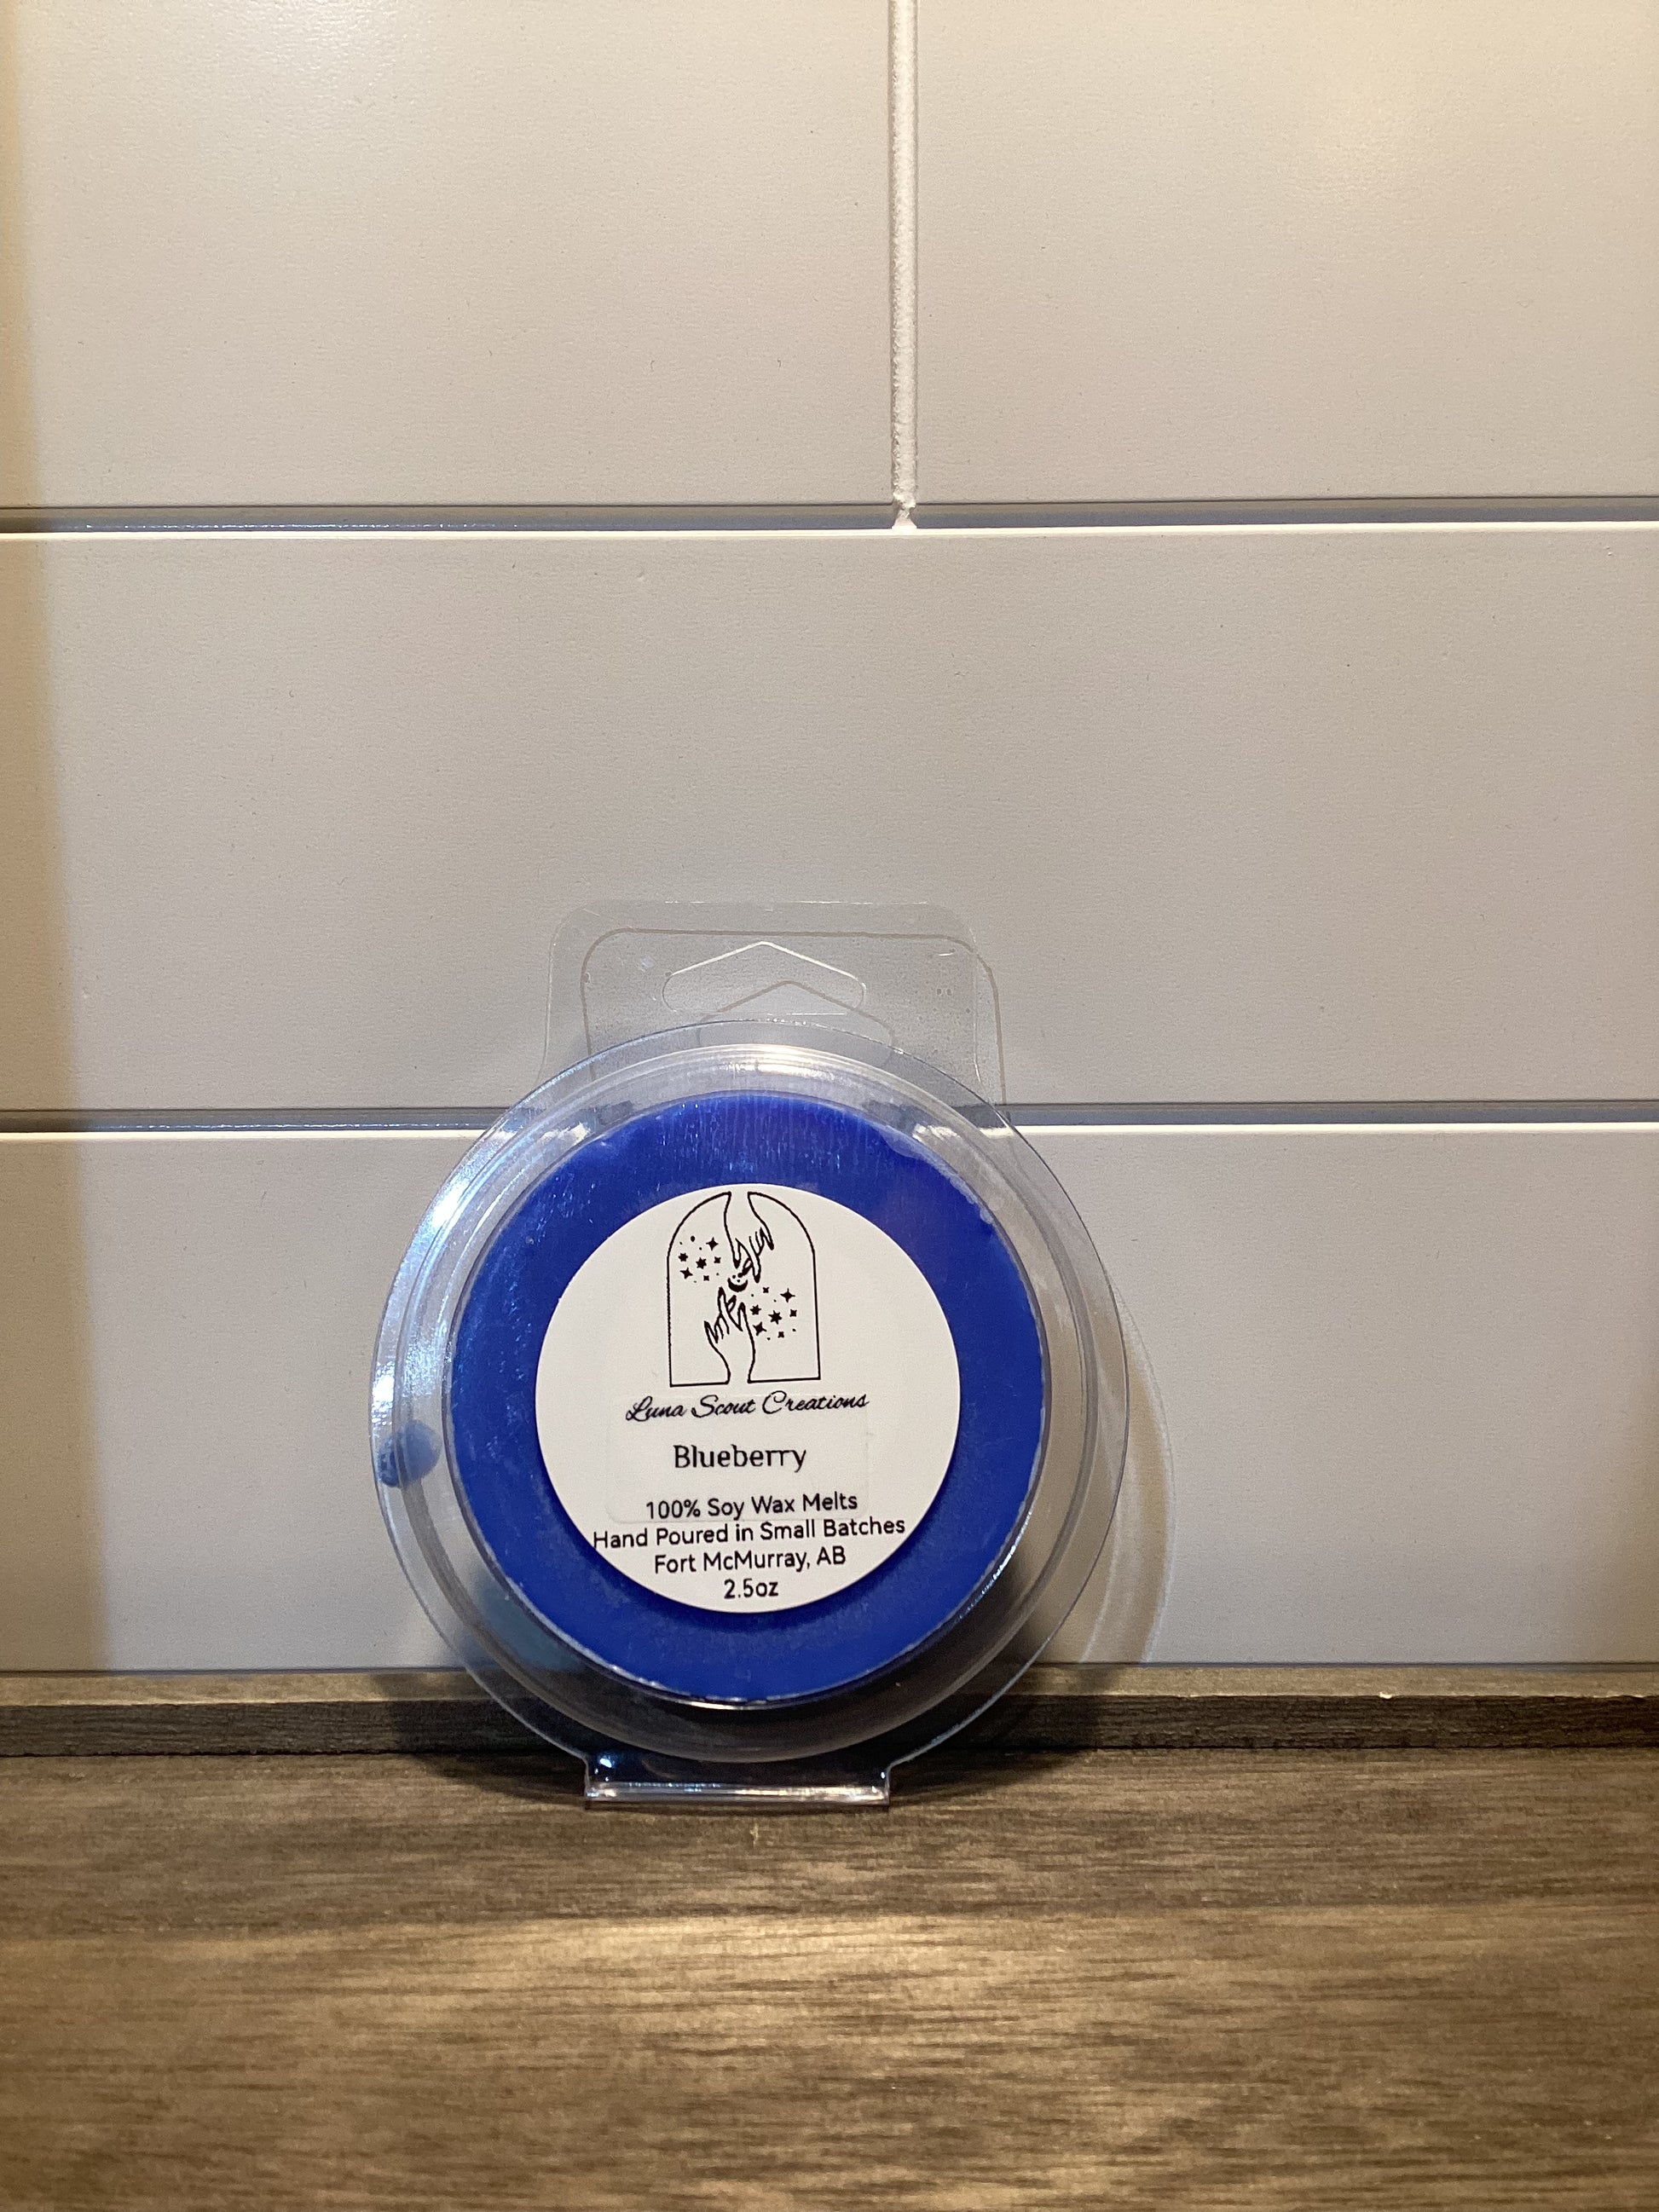 Luna Scout Creations
Blueberry
100% Soy Wax Melts
Hand Poured in Small Batches
Fort McMurray, AB
2.5oz